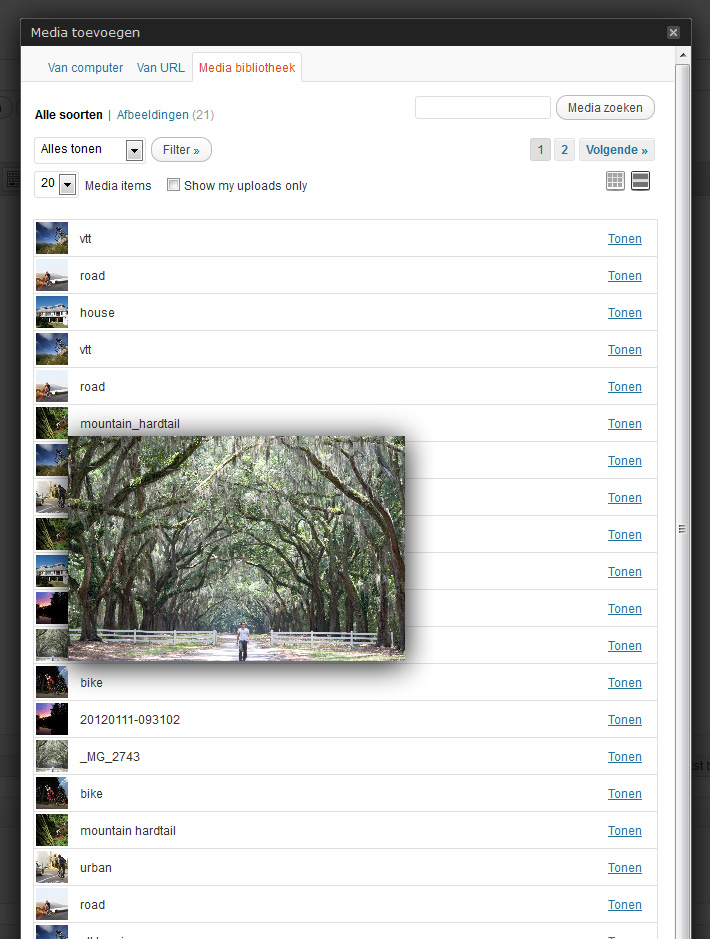 Media toevoegen
Van computer Van URL Media bibliotheek
Alle soorten | Afbeeldingen (21) Media zoeken
Alles tonen Filter » 1 2 Volgende »
20 Media items Show my uploads only
vtt Tonen
road Tonen
house Tonen
vtt Tonen
road Tonen
mountain_hardtail Tonen
Tonen
Tonen
Tonen
Tonen
Tonen
Tonen
bike Tonen
20120111-093102 Tonen
_MG_2743 Tonen
bike Tonen
mountain hardtail Tonen
urban Tonen
road Tonen